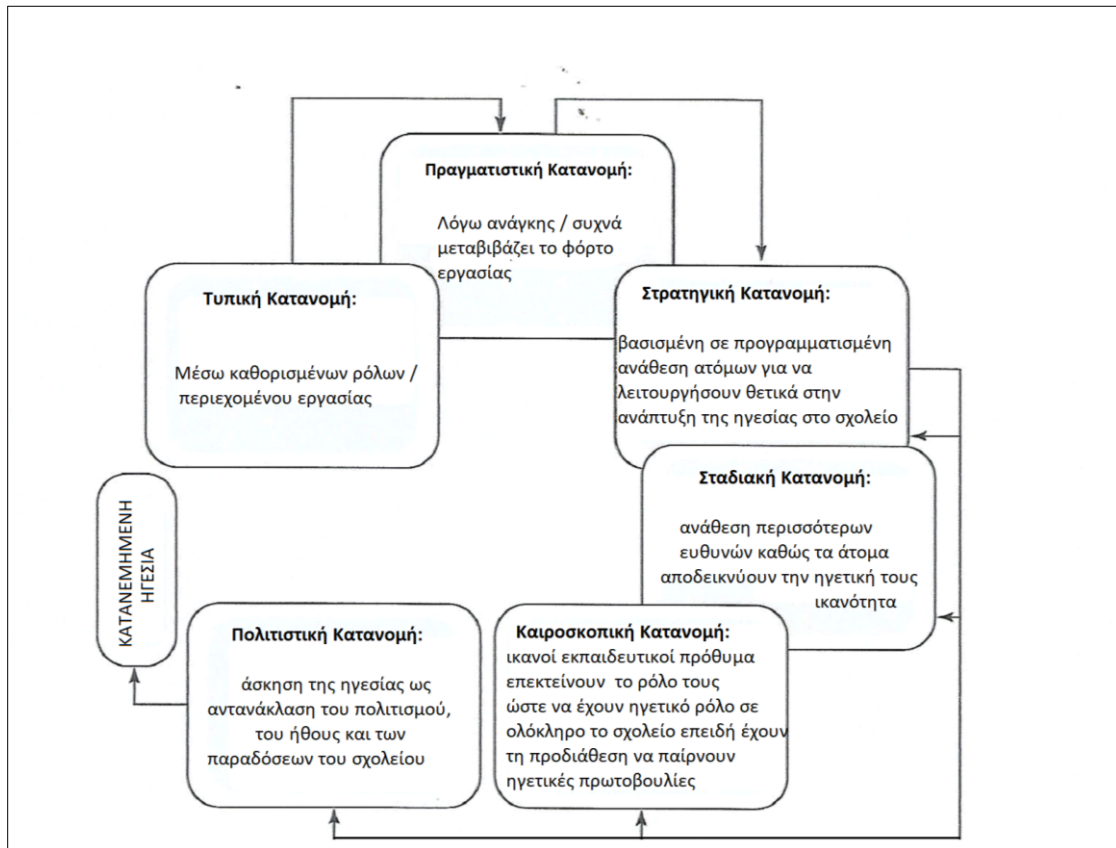 Πραγματιστική Κατανομή:
Λόγω ανάγκης / συχνά
μεταβιβάζει το φόρτο
εργασίας
Τυπική Κατανομή:
Μέσω καθορισμένων ρόλων /
περιεχομένου εργασίας
Στρατηγική Κατανομή:
βασισμένη σε προγραμματισμένη
ανάθεση ατόμων για να
λειτουργήσουν θετικά στην
ανάπτυξη της ηγεσίας στο σχολείο
Σταδιακή Κατανομή:
ανάθεση περισσότερων
ευθυνών καθώς τα άτομα
αποδεικνύουν την ηγετική τους
ικανότητα
Καιροσκοπική Κατανομή:
ικανοί εκπαιδευτικοί πρόθυμα
επεκτείνουν το ρόλο τους
ώστε να έχουν ηγετικό ρόλο σε
ολόκληρο το σχολείο επειδή έχουν
τη προδιάθεση να παίρνουν
ηγετικές πρωτοβουλίες
Πολιτιστική Κατανομή:
άσκηση της ηγεσίας ως
αντανάκλαση του πολιτισμού,
του ήθους και των
παραδόσεων του σχολείου
ΚΑΤΑΝΕΜΗΜΕΝΗ
ΗΓΕΣΙΑ